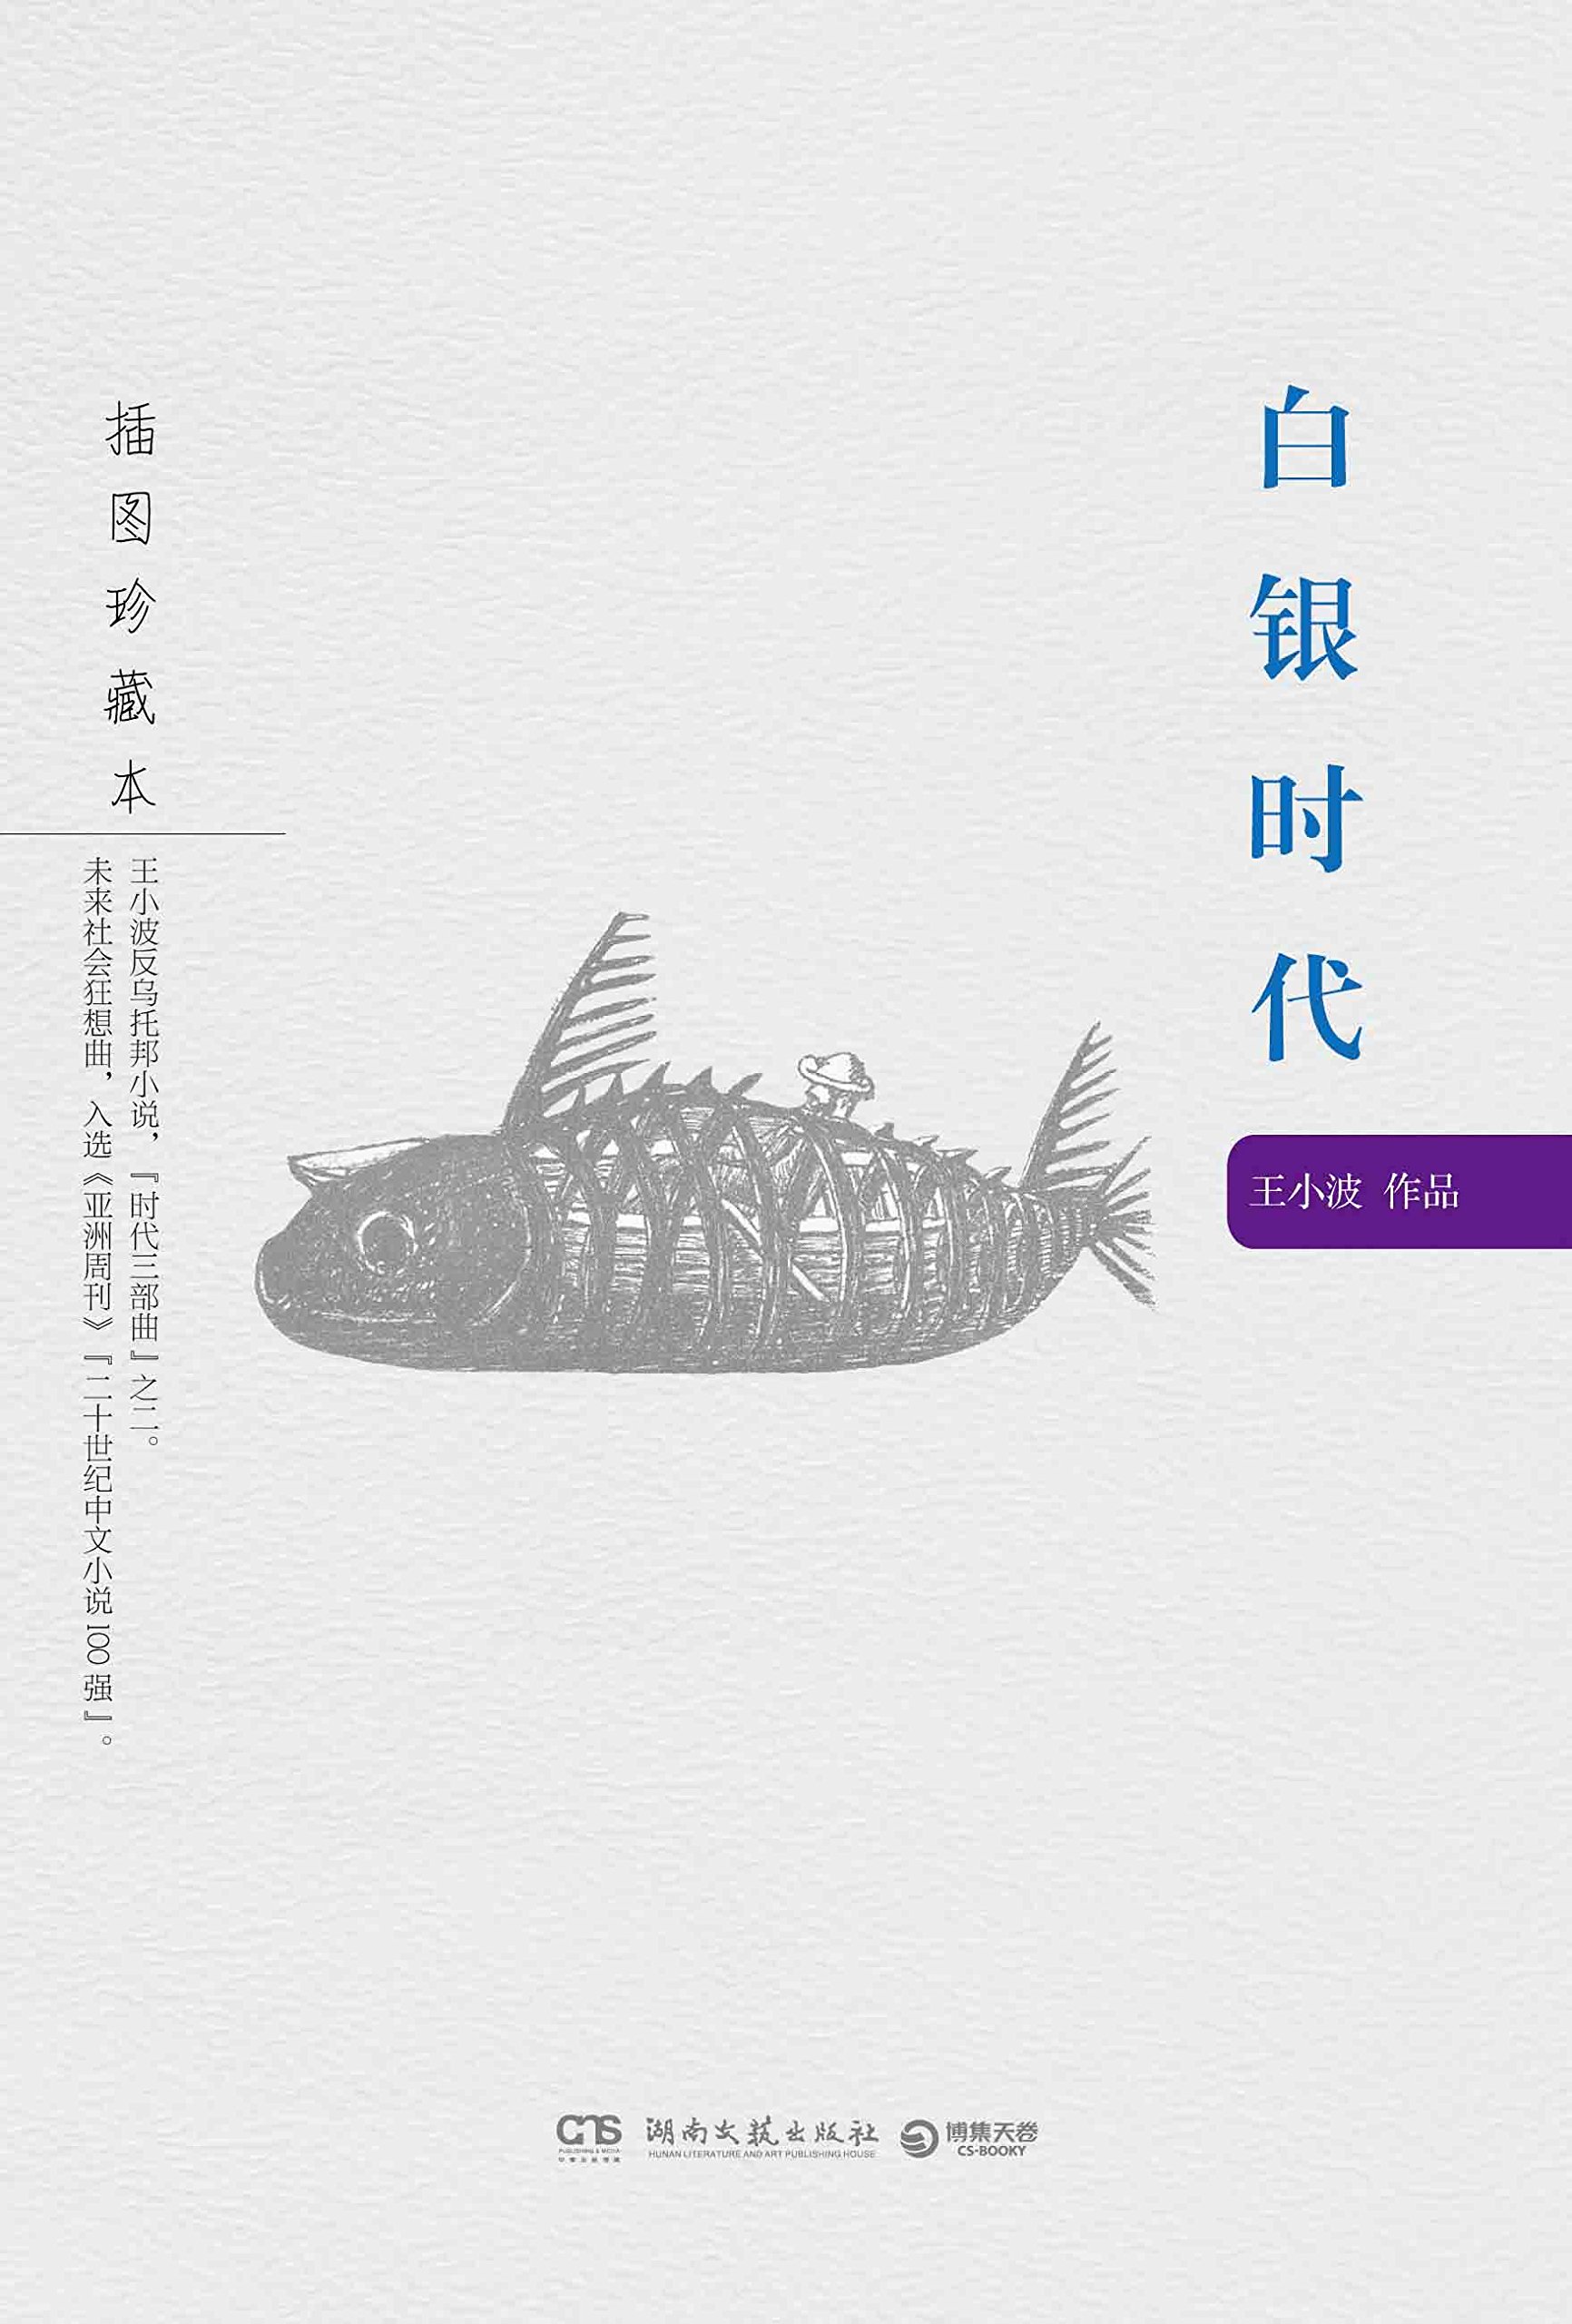 白银时代
王小波 作品
插图珍藏本
王小波反乌托邦小说，『时代三部曲』之二。
未来社会狂想曲，入选《亚洲周刊》『二十世纪中文小说100强』。
CNS
PUBLISHING & MEDIA
中南出版传媒
湖南文艺出版社
HUNAN LITERATURE AND ART PUBLISHING HOUSE
博集天卷
CS-BOOKY